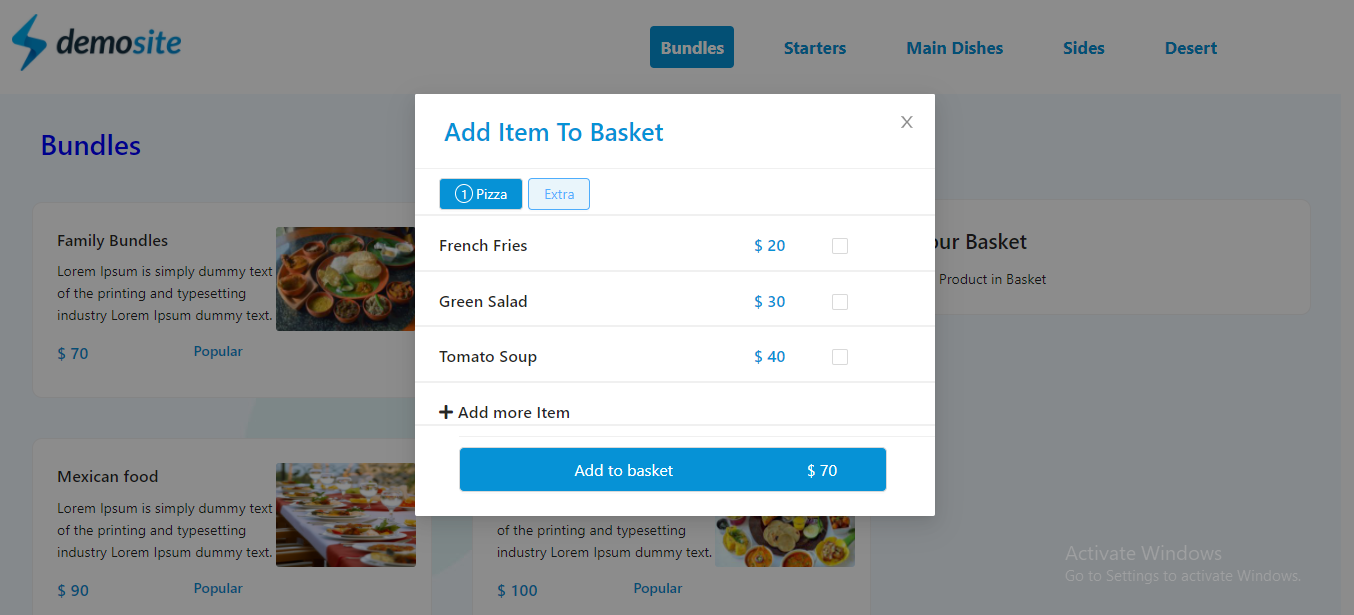 demosite
Bundles
Starters
Main Dishes
Sides
Desert
Bundles
Add Item To Basket
X
1 Pizza
Extra
French Fries
$ 20
Green Salad
$ 30
Tomato Soup
$ 40
Add more Item
Add to basket
$ 70
Family Bundles
Lorem Ipsum is simply dummy text
of the printing and typesetting
industry Lorem Ipsum dummy text.
$ 70
Popular
our Basket
Product in Basket
Mexican food
Lorem Ipsum is simply dummy text
of the printing and typesetting
industry Lorem Ipsum dummy text.
$ 90
Popular
of the printing and typesetting
industry Lorem Ipsum dummy text.
$ 100
Popular
Activate Windows
Go to Settings to activate Windows.